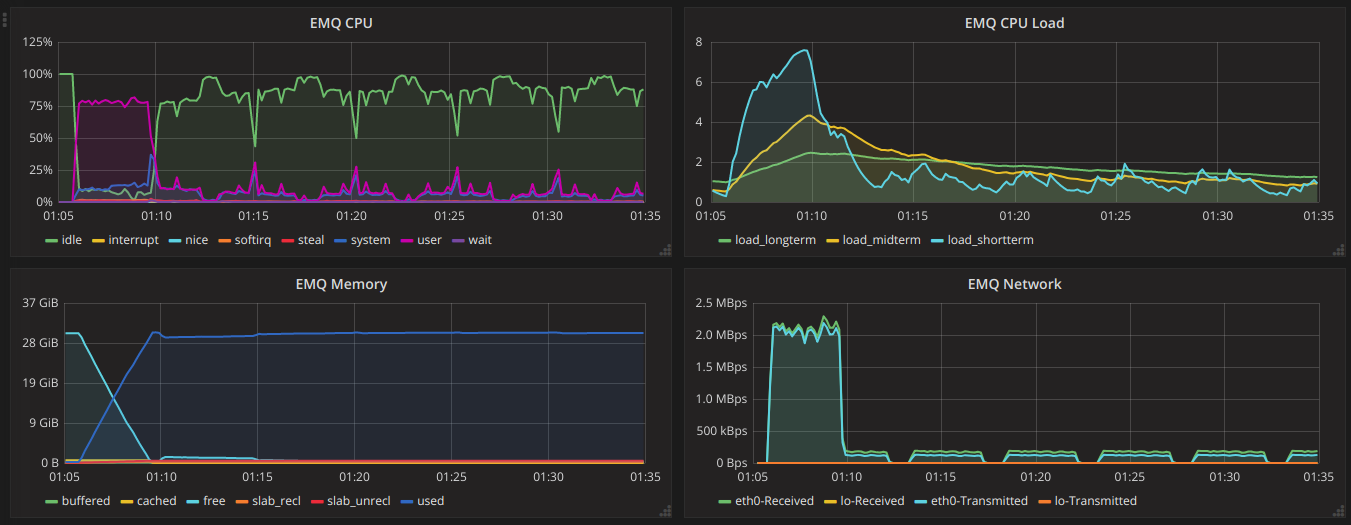 EMQ CPU
125%
100%
75%
50%
25%
0%
01:05 01:10 01:15 01:20 01:25 01:30 01:35
idle interrupt nice softirq steal system user wait
EMQ CPU Load
8
6
4
2
0
01:05 01:10 01:15 01:20 01:25 01:30 01:35
load_longterm load_midterm load_shortterm
EMQ Memory
37 GiB
28 GiB
19 GiB
9 GiB
0 B
01:05 01:10 01:15 01:20 01:25 01:30 01:35
buffered cached free slab_recl slab_unrecl used
EMQ Network
2.5 MBps
2.0 MBps
1.5 MBps
1.0 MBps
500 kBps
0 Bps
01:05 01:10 01:15 01:20 01:25 01:30 01:35
eth0-Received lo-Received eth0-Transmitted lo-Transmitted